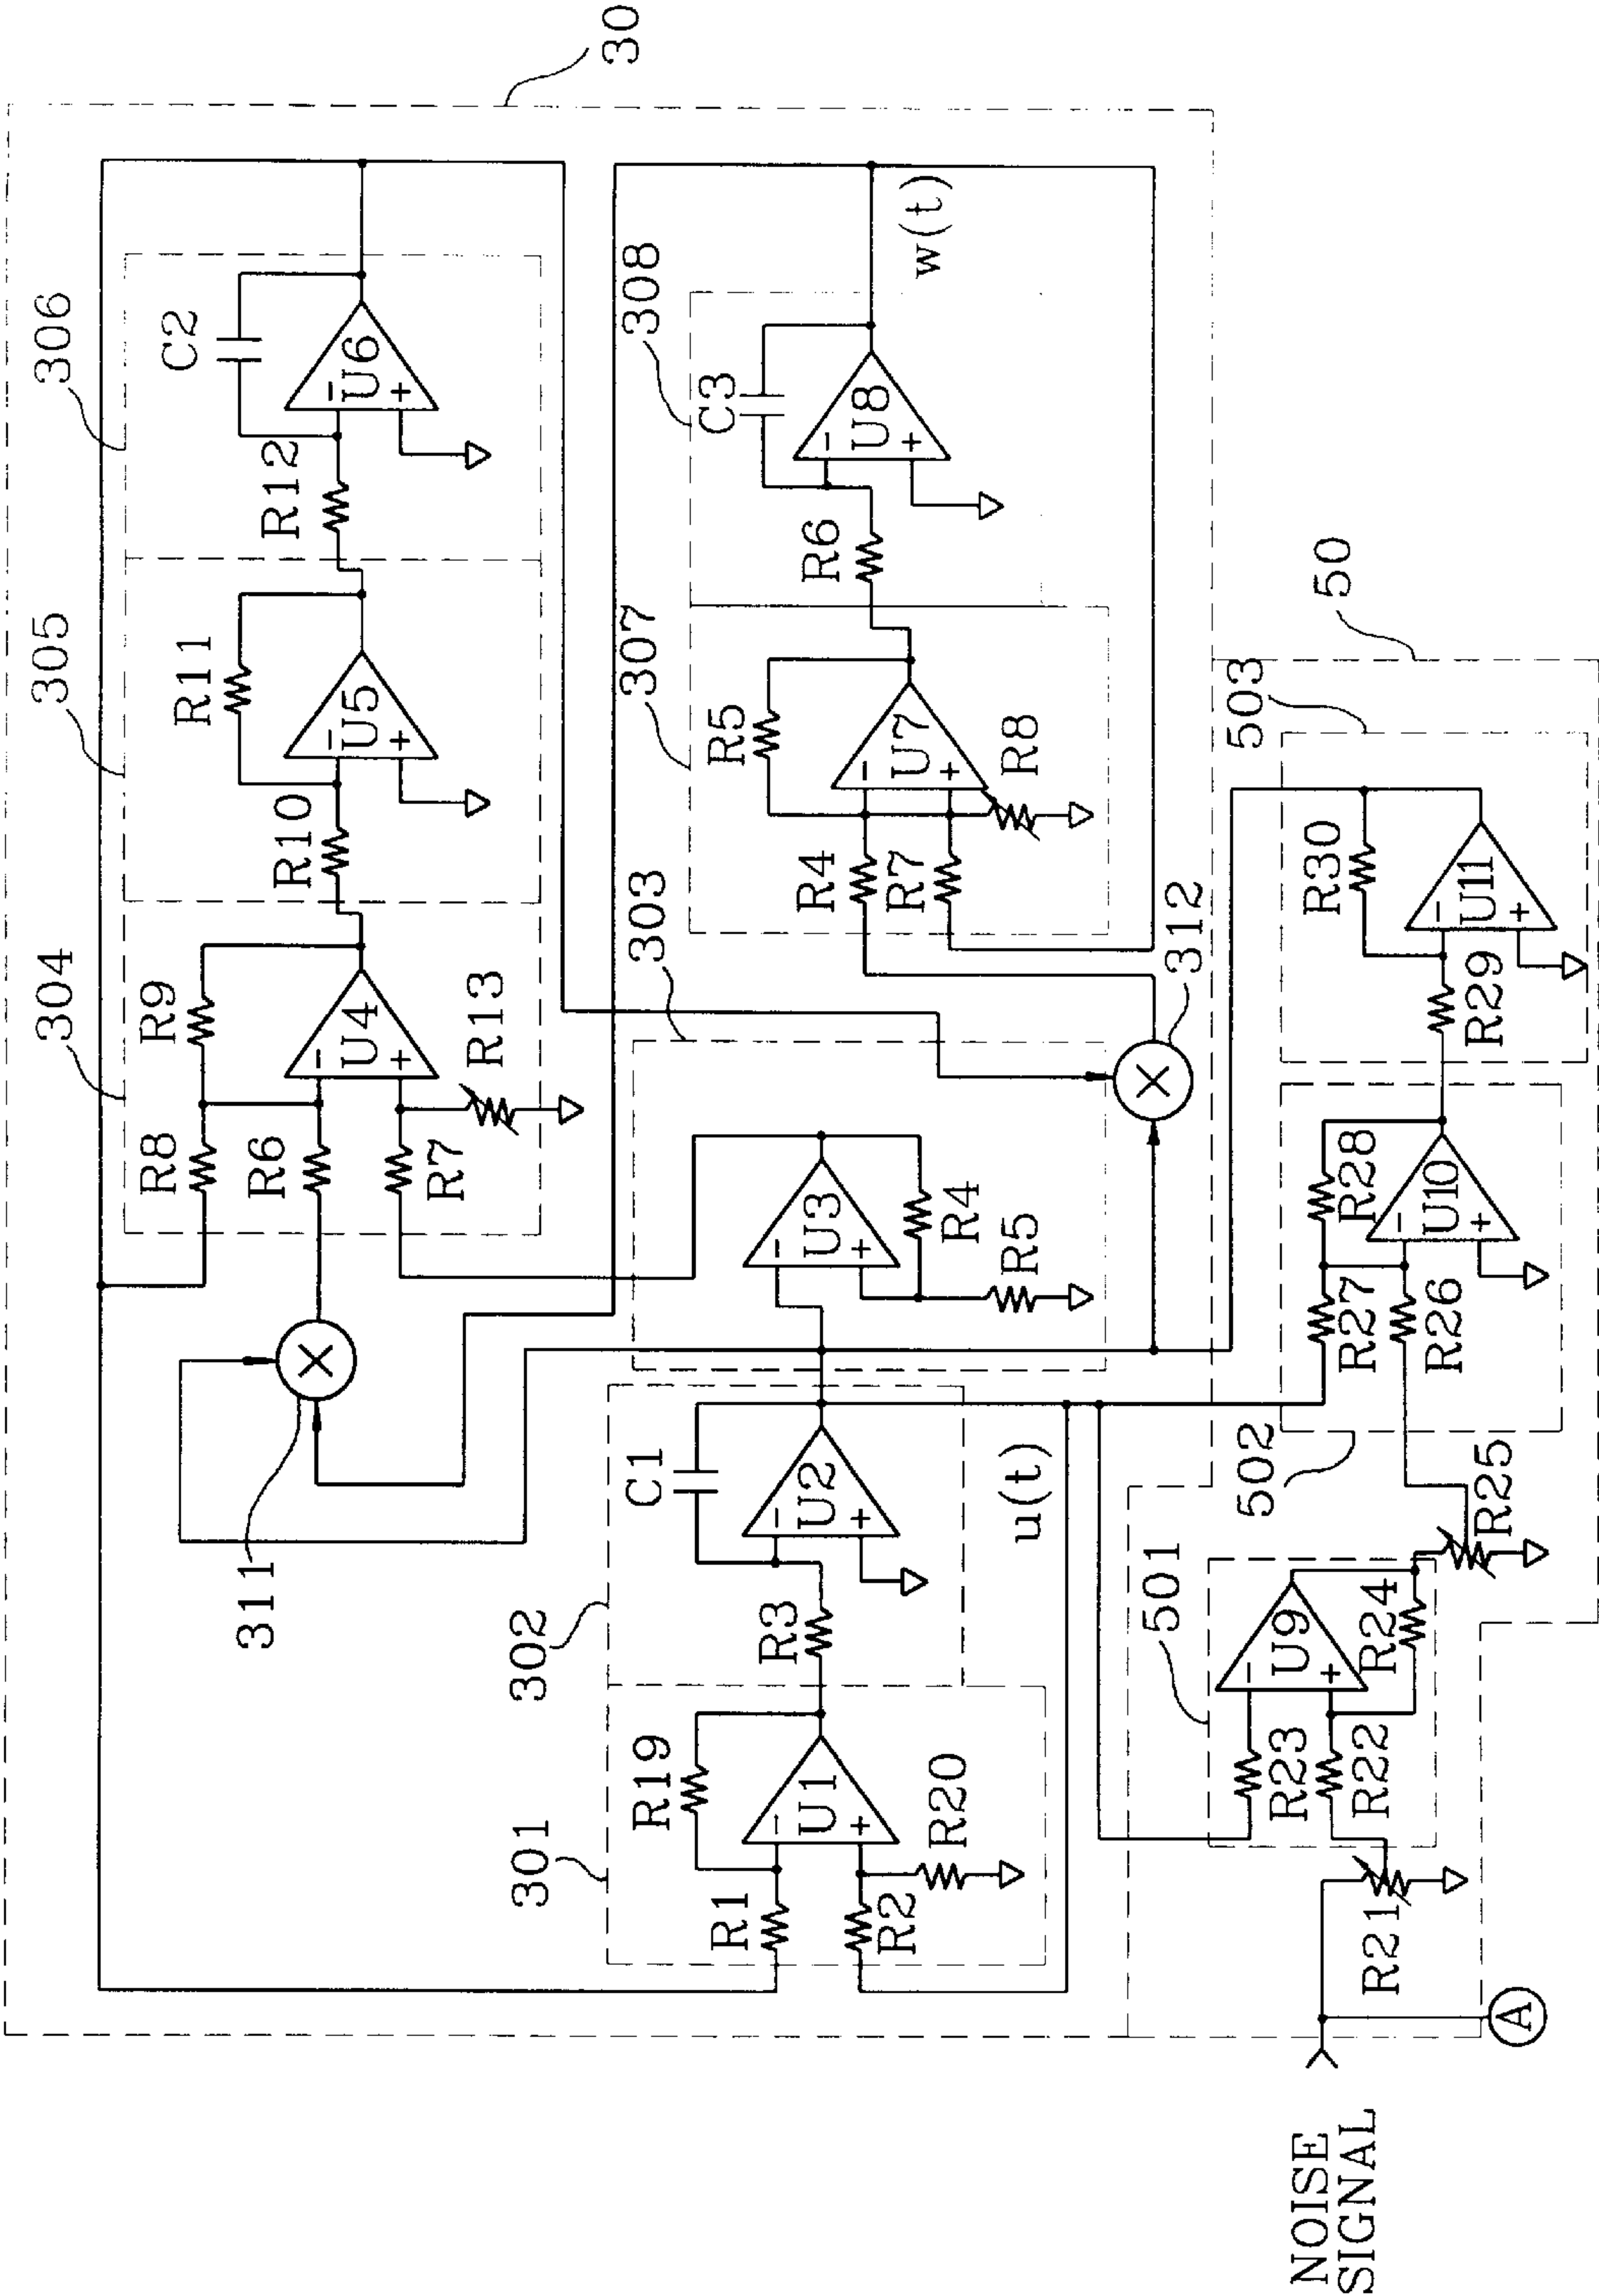 30
306
C2
U6
−
+
R12
305
R11
U5
−
+
R10
304
R9
U4
−
+
R13
R8
R6
R7
311
308
w(t)
C3
U8
−
+
R6
307
R5
U7
−
+
R8
R4
R7
303
312
U3
−
+
R4
R5
302
C1
U2
−
+
R3
u(t)
301
R19
U1
−
+
R20
R1
R2
50
503
R30
U11
−
+
R29
502
R28
U10
−
+
R27
R26
R25
501
U9
−
+
R24
R23
R22
R21
A
NOISE
SIGNAL